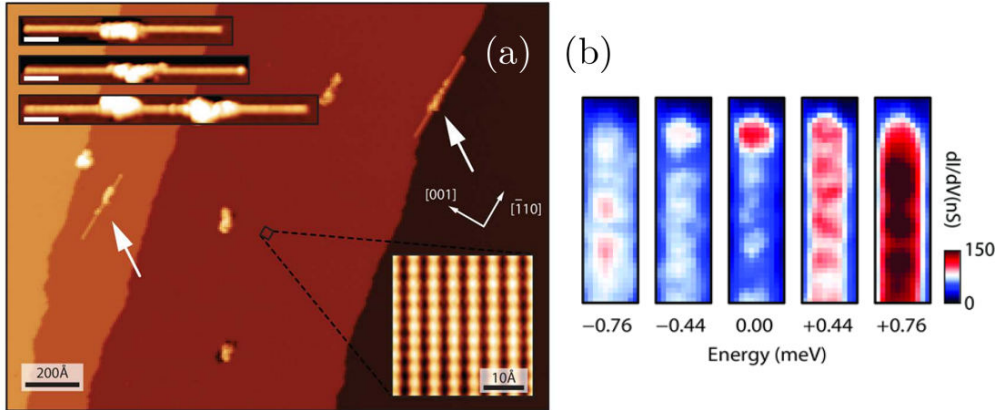 (a)
(b)
[001]
[1̄10]
200Å
10Å
dI/dV(nS)
150
0
−0.76 −0.44 0.00 +0.44 +0.76
Energy (meV)